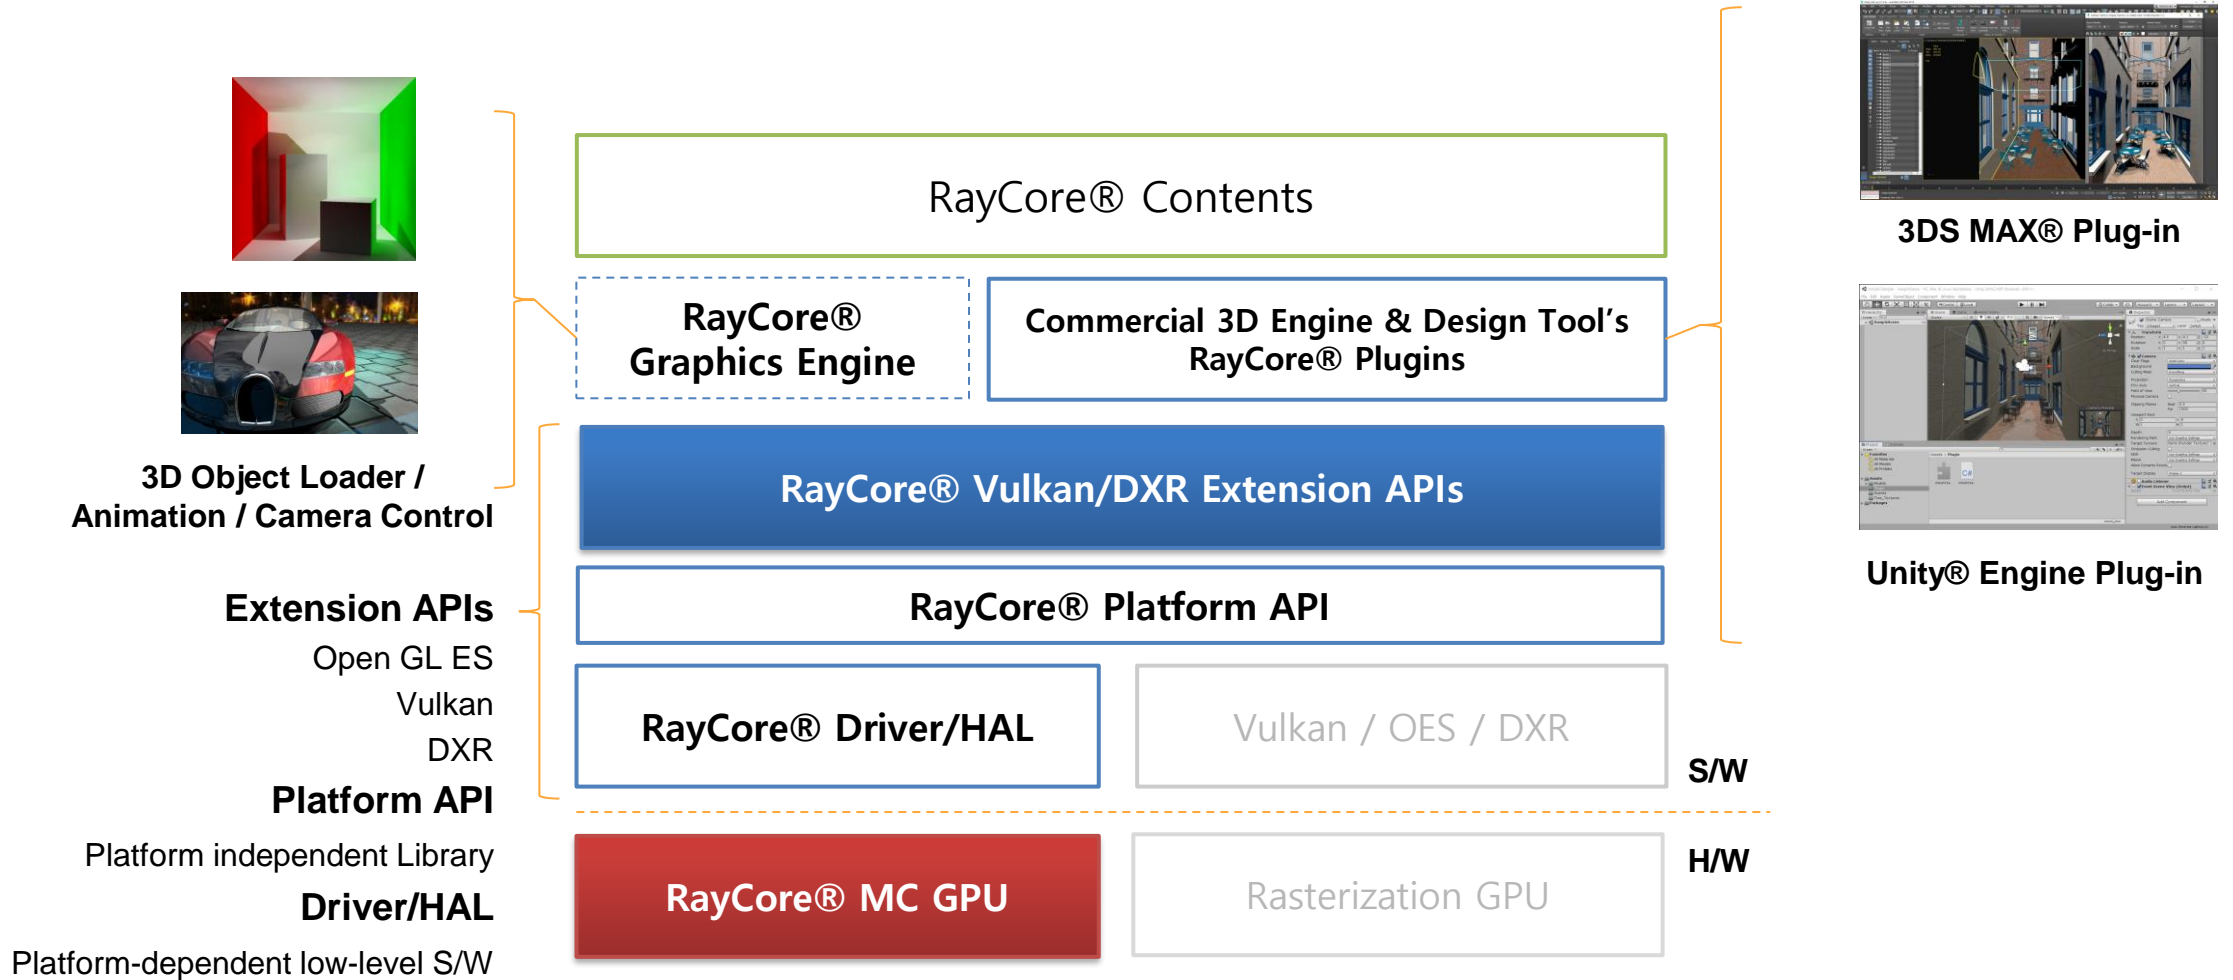 RayCore® Contents
RayCore®
Graphics Engine
Commercial 3D Engine & Design Tool's
RayCore® Plugins
RayCore® Vulkan/DXR Extension APIs
RayCore® Platform API
RayCore® Driver/HAL
Vulkan / OES / DXR
S/W
H/W
RayCore® MC GPU
Rasterization GPU
3D Object Loader /
Animation / Camera Control
Extension APIs
Open GL ES
Vulkan
DXR
Platform API
Platform independent Library
Driver/HAL
Platform-dependent low-level S/W
3DS MAX® Plug-in
Unity® Engine Plug-in